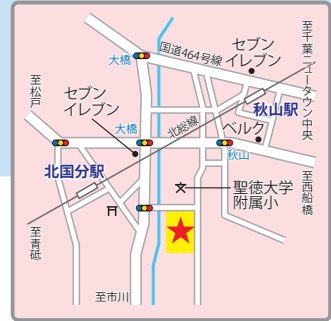 至千葉ニュータウン中央
国道464号線
セブン
イレブン
大橋
至松戸
セブン
イレブン
秋山駅
北総線
大橋
ベルク
秋山
至西船橋
北国分駅
聖徳大学
附属小
至青砥
至市川